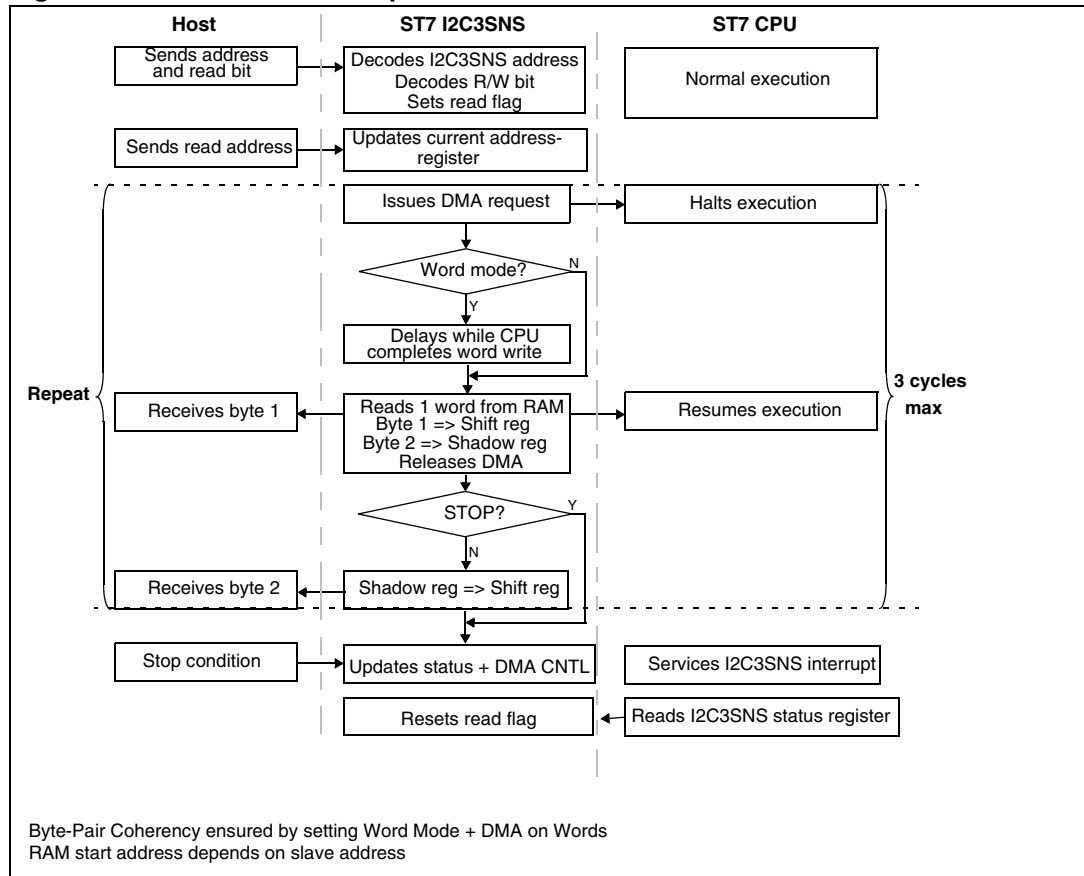 Host
ST7 I2C3SNS
ST7 CPU
Sends address
and read bit
Decodes I2C3SNS address
Decodes R/W bit
Sets read flag
Normal execution
Sends read address
Updates current address-
register
Issues DMA request
Halts execution
Word mode?
N
Y
Delays while CPU
completes word write
Repeat
3 cycles
max
Receives byte 1
Reads 1 word from RAM
Byte 1 => Shift reg
Byte 2 => Shadow reg
Releases DMA
Resumes execution
STOP?
Y
N
Receives byte 2
Shadow reg => Shift reg
Stop condition
Updates status + DMA CNTL
Services I2C3SNS interrupt
Resets read flag
Reads I2C3SNS status register
Byte-Pair Coherency ensured by setting Word Mode + DMA on Words
RAM start address depends on slave address